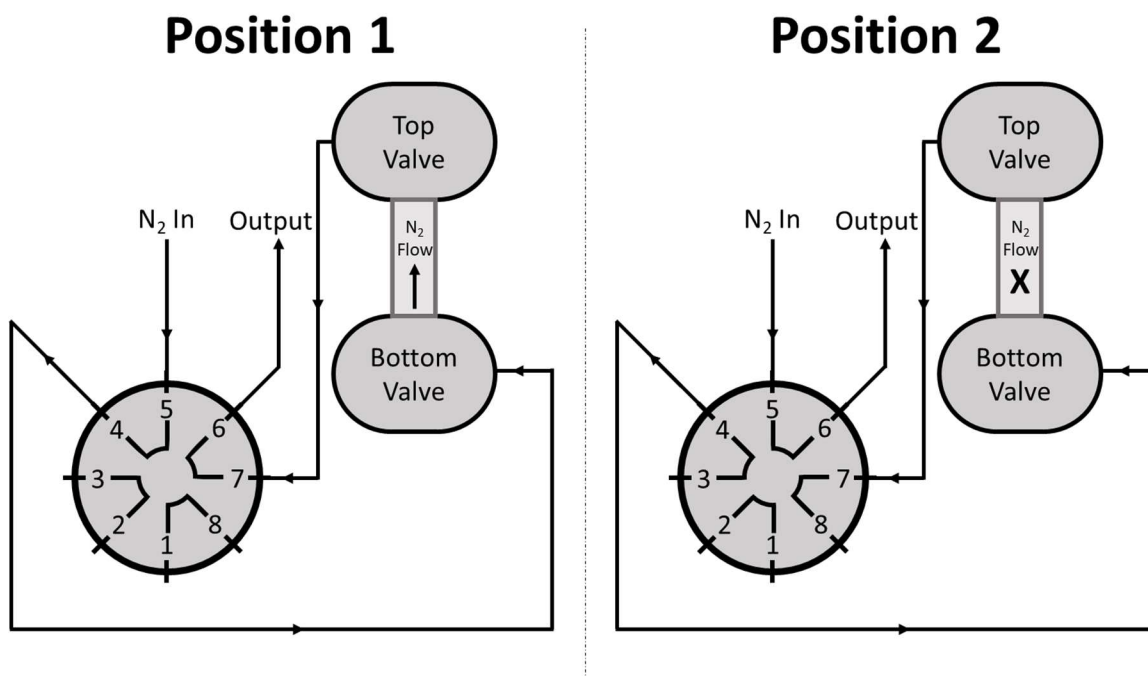 Position 1
Top
Valve
N₂ In
Output
N₂
Flow
Bottom
Valve
5
4
6
3
7
2
8
1
Position 2
Top
Valve
N₂ In
Output
N₂
Flow
X
Bottom
Valve
5
4
6
3
7
2
8
1